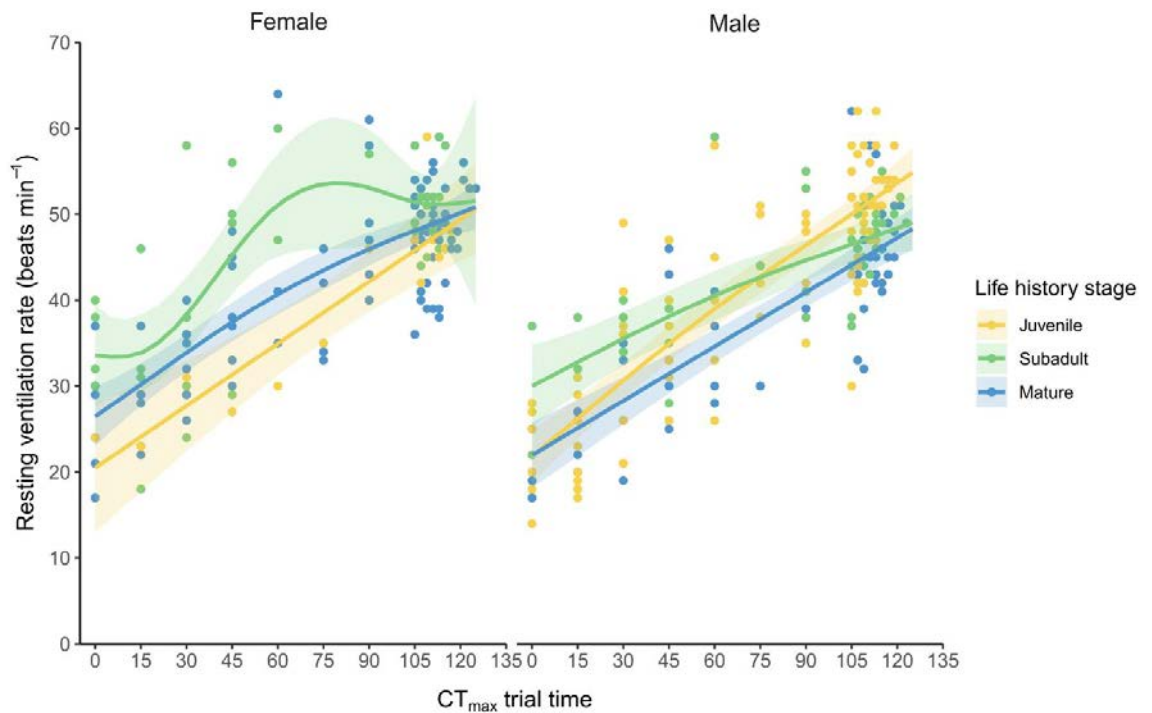 Female
Male
70
60
50
40
30
20
10
0
Resting ventilation rate (beats min⁻¹)
0 15 30 45 60 75 90 105 120 135
0 15 30 45 60 75 90 105 120 135
CTmax trial time
Life history stage
Juvenile
Subadult
Mature